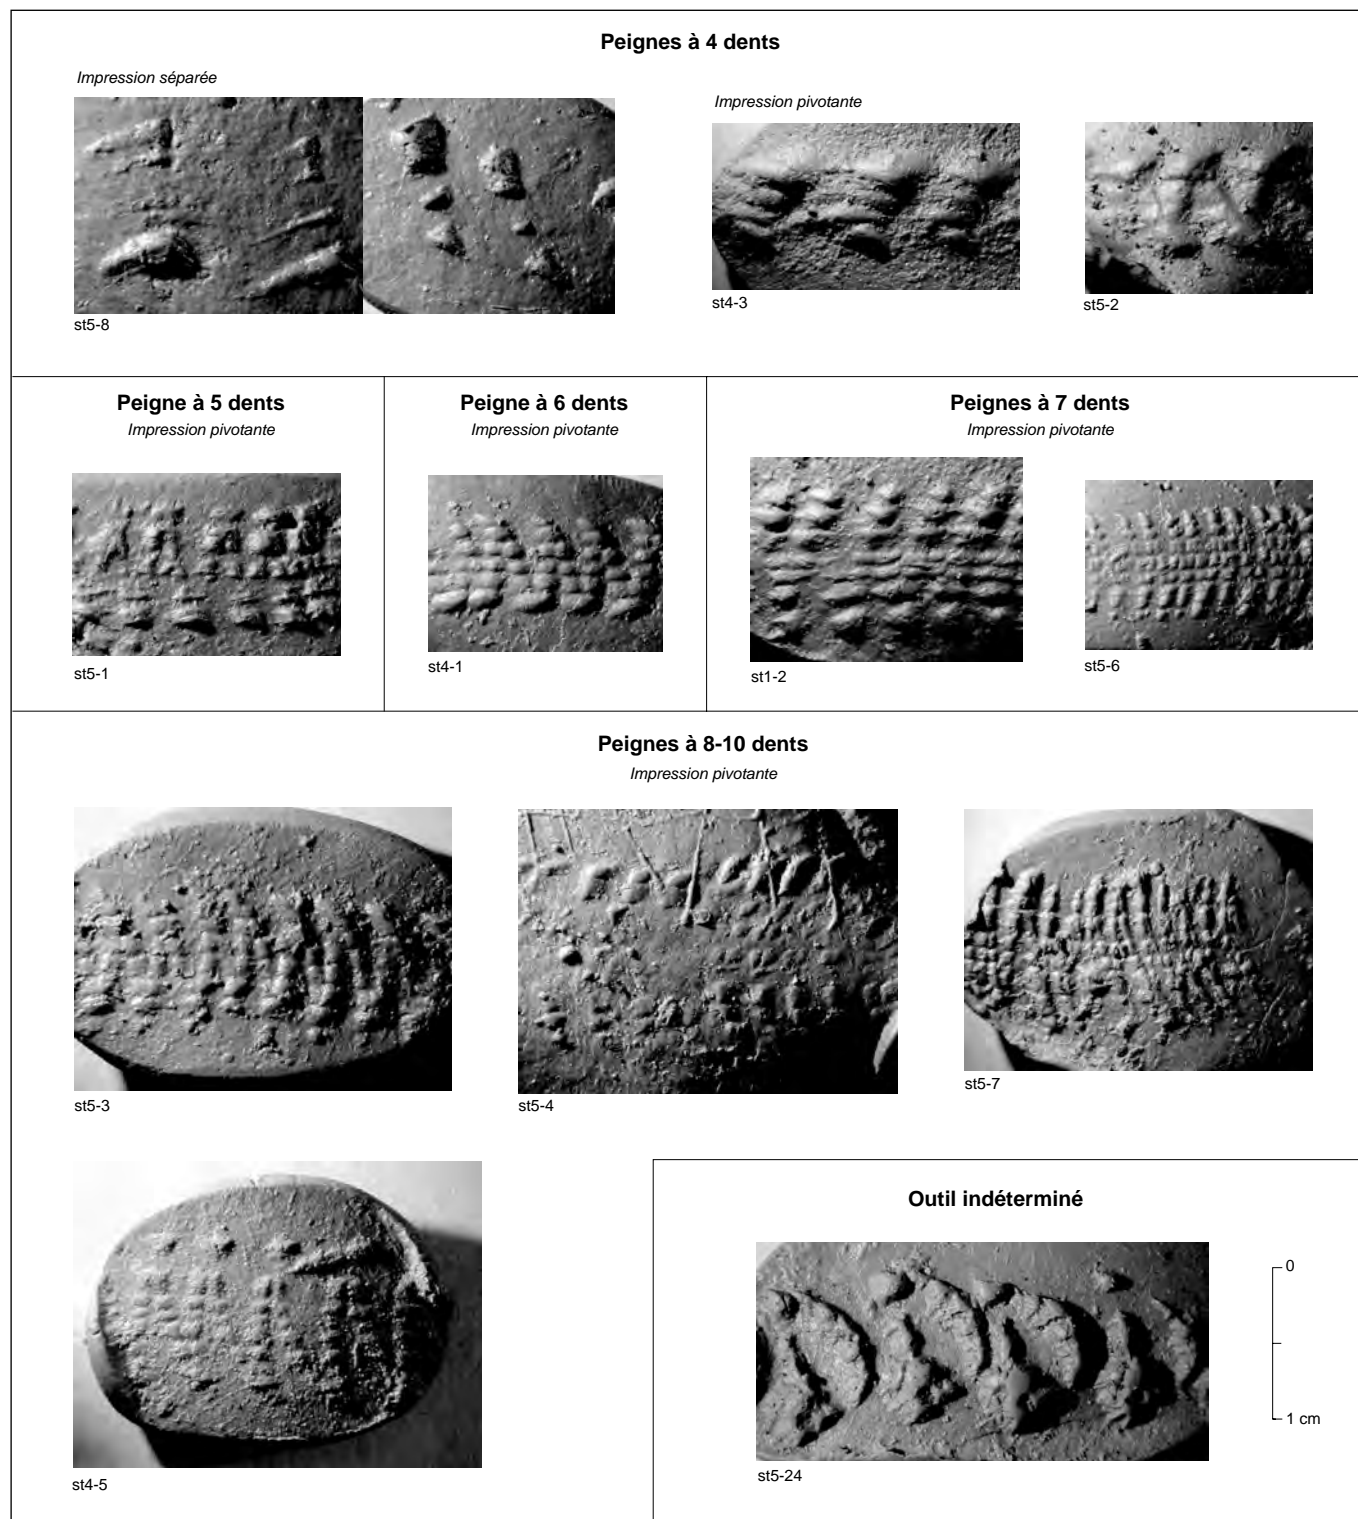 Peignes à 4 dents
Impression séparée
Impression pivotante
st5-8
st4-3
st5-2
Peigne à 5 dents
Impression pivotante
st5-1
Peigne à 6 dents
Impression pivotante
st4-1
Peignes à 7 dents
Impression pivotante
st1-2
st5-6
Peignes à 8-10 dents
Impression pivotante
st5-3
st5-4
st5-7
st4-5
Outil indéterminé
st5-24
0
1 cm